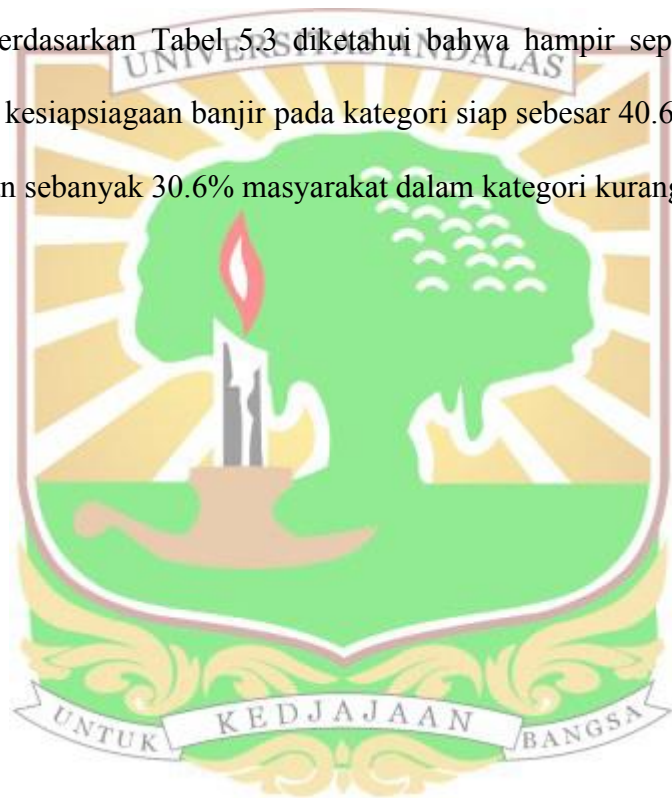 erdasarkan Tabel 5.3 diketahui bahwa hampir sep
UNIVERSITAS ANDALAS
kesiapsiagaan banjir pada kategori siap sebesar 40.6
n sebanyak 30.6% masyarakat dalam kategori kurang
UNTUK KEDJAJAAN BANGSA